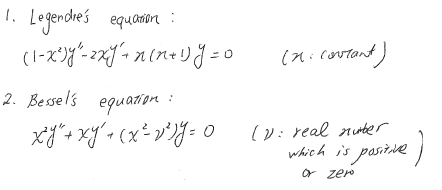 1. Legendre's equation :
(1-x²)y″-2xy′+n(n+1)y=0 (n: constant)
2. Bessel's equation :
x²y″+xy′+(x²-ν²)y=0 (ν: real number
which is positive
or zero)